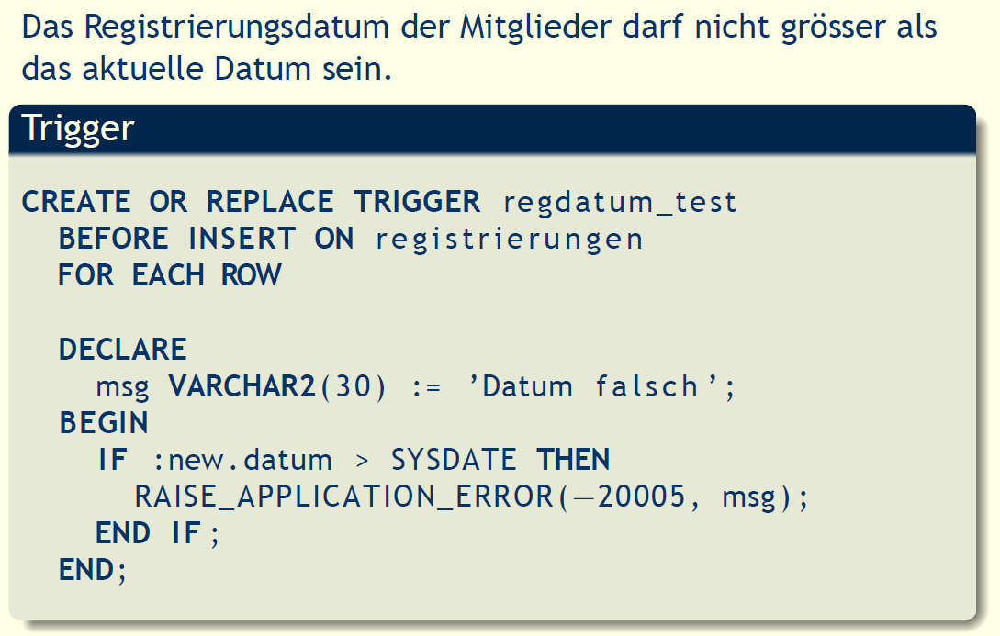 Das Registrierungsdatum der Mitglieder darf nicht grösser als
das aktuelle Datum sein.
Trigger
CREATE OR REPLACE TRIGGER regdatum_test
BEFORE INSERT ON registrierungen
FOR EACH ROW
DECLARE
msg VARCHAR2(30) := ’Datum falsch’;
BEGIN
IF :new.datum > SYSDATE THEN
RAISE_APPLICATION_ERROR(−20005, msg);
END IF;
END;